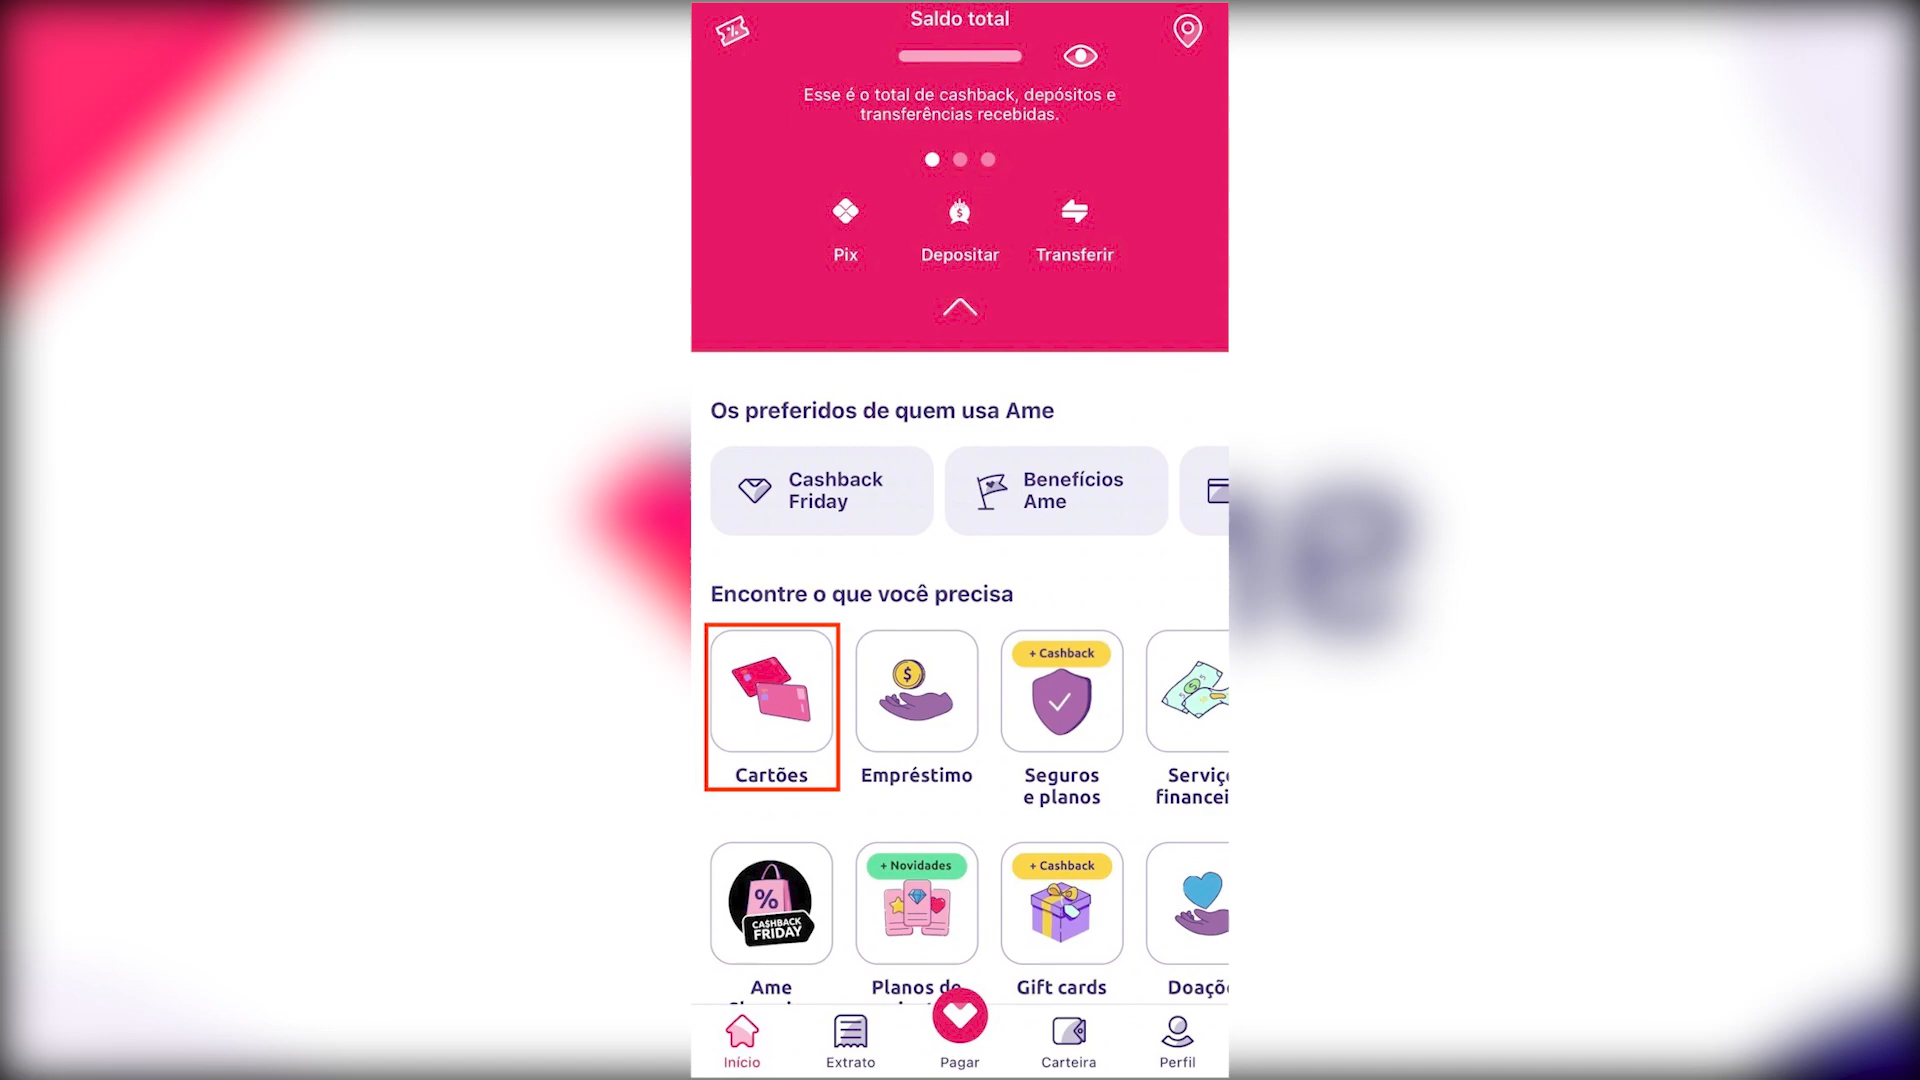 Saldo total
Esse é o total de cashback, depósitos e
transferências recebidas.
Pix
Depositar
Transferir
Os preferidos de quem usa Ame
Cashback
Friday
Benefícios
Ame
Encontre o que você precisa
+ Cashback
Cartões
Empréstimo
Seguros
e planos
+ Novidades
+ Cashback
%
CASHBACK
FRIDAY
Ame
Planos de
Gift cards
Início
Extrato
Pagar
Carteira
Perfil